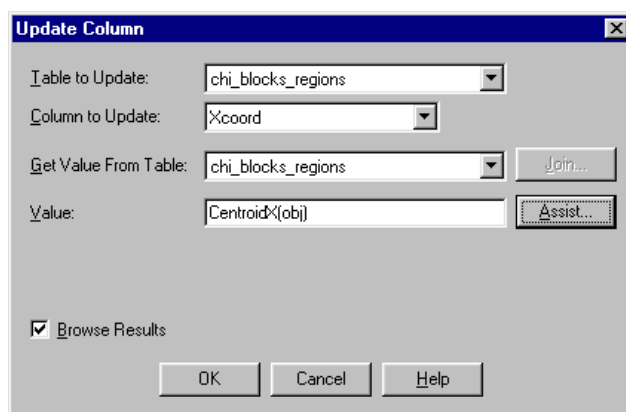 Update Column
Table to Update: chi_blocks_regions
Column to Update: Xcoord
Get Value From Table: chi_blocks_regions Join...
Value: CentroidX(obj) Assist...
Browse Results
OK Cancel Help